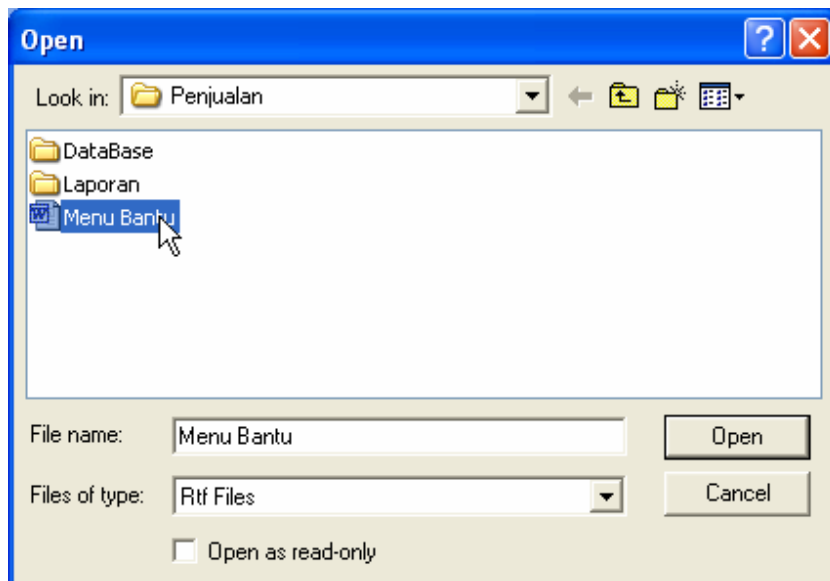 Open
Look in: Penjualan
DataBase
Laporan
Menu Bantu
File name: Menu Bantu Open
Files of type: Rtf Files Cancel
Open as read-only